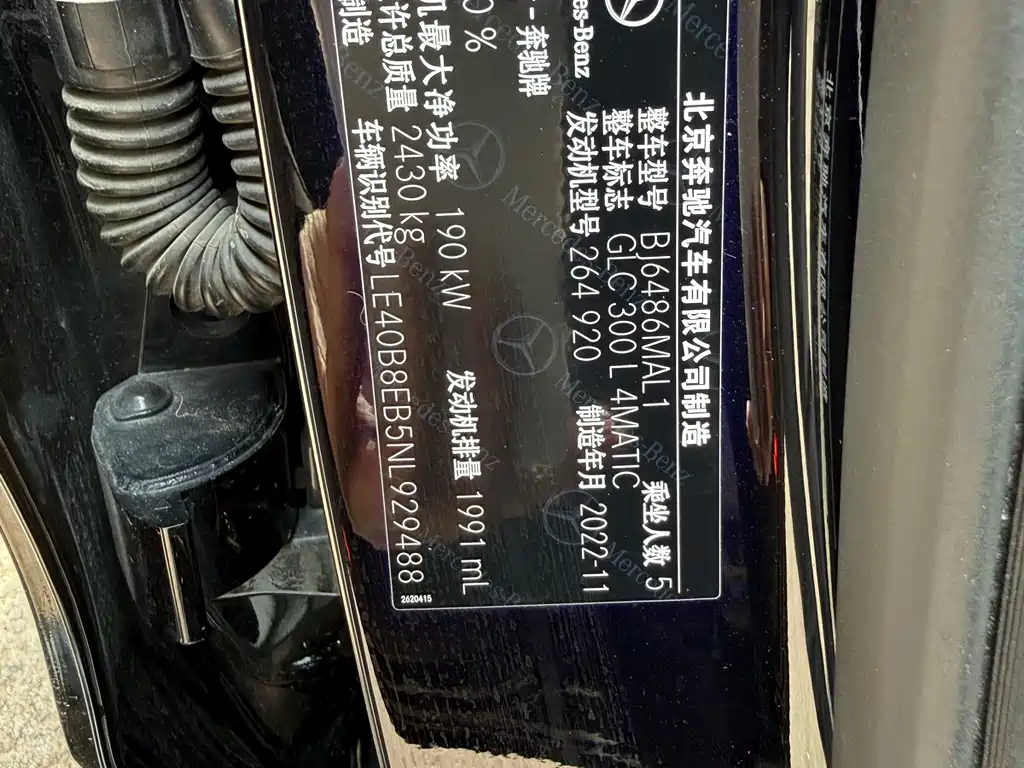 北京奔驰汽车有限公司制造
整车型号 BJ6486MAL1 乘坐人数 5
整车标志 GLC 300 L 4MATIC
发动机型号 264 920 制造年月 2022-11
des-Benz
-奔驰牌
0%
机最大净功率 190 kW 发动机排量 1991 mL
许总质量 2430 kg
制造 车辆识别代号 LE40B8EB5NL929488
2620415